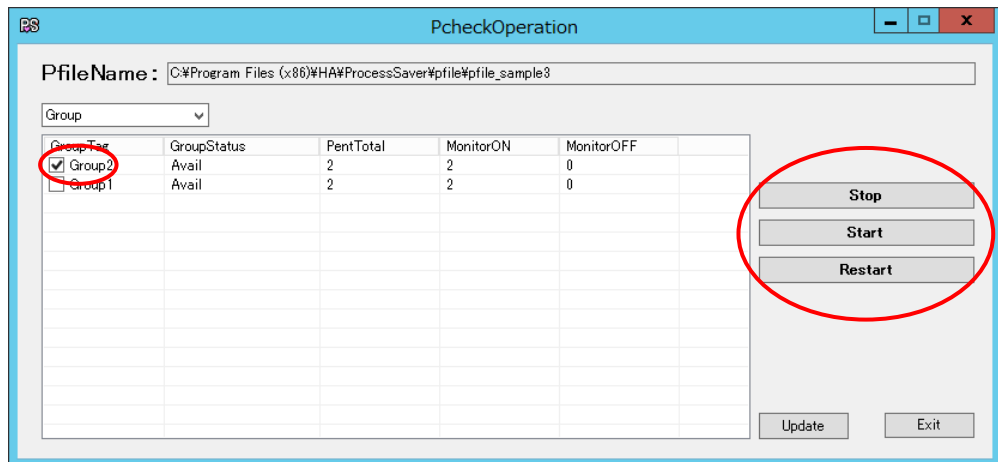 PS PcheckOperation
PfileName: C:¥Program Files (x86)¥HA¥ProcessSaver¥pfile¥pfile_sample3
Group
GroupTag GroupStatus PentTotal MonitorON MonitorOFF
Group2 Avail 2 2 0
Group1 Avail 2 2 0
Stop
Start
Restart
Update Exit